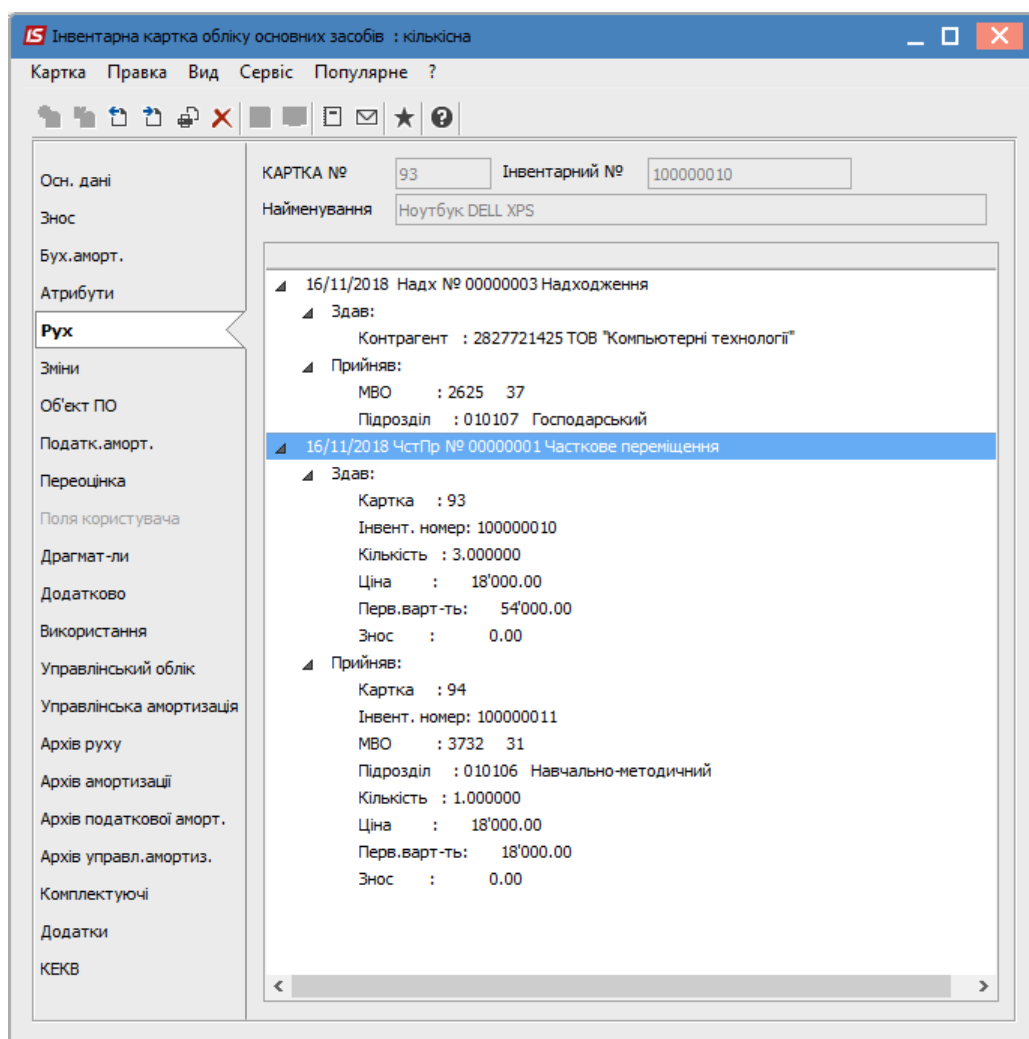 IS Інвентарна картка обліку основних засобів : кількісна
Картка Правка Вид Сервіс Популярне ?
Осн. дані
Знос
Бух.аморт.
Атрибути
Рух
Зміни
Об'єкт ПО
Податк.аморт.
Переоцінка
Поля користувача
Драгмат-ли
Додатково
Використання
Управлінський облік
Управлінська амортизація
Архів руху
Архів амортизації
Архів податкової аморт.
Архів управл.амортиз.
Комплектуючі
Додатки
КЕКВ
КАРТКА № 93 Інвентарний № 100000010
Найменування Ноутбук DELL XPS
16/11/2018 Надх № 00000003 Надходження
Здав:
Контрагент : 2827721425 ТОВ "Компьютерні технології"
Прийняв:
МВО : 2625 37
Підрозділ : 010107 Господарський
16/11/2018 ЧстПр № 00000001 Часткове переміщення
Здав:
Картка : 93
Інвент. номер: 100000010
Кількість : 3.000000
Ціна : 18'000.00
Перв.варт-ть: 54'000.00
Знос : 0.00
Прийняв:
Картка : 94
Інвент. номер: 100000011
МВО : 3732 31
Підрозділ : 010106 Навчально-методичний
Кількість : 1.000000
Ціна : 18'000.00
Перв.варт-ть: 18'000.00
Знос : 0.00